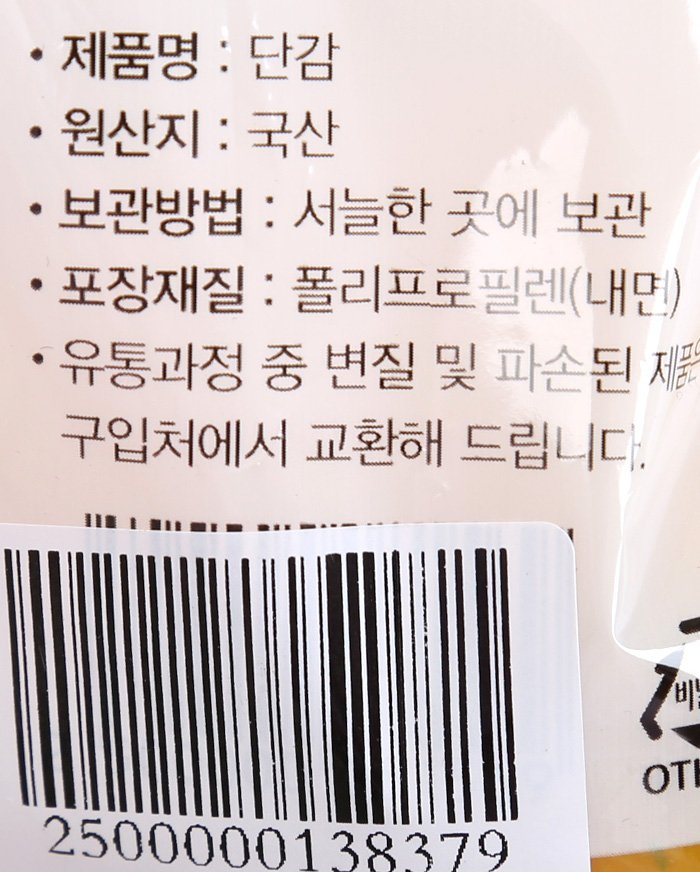 • 제품명 : 단감
• 원산지 : 국산
• 보관방법 : 서늘한 곳에 보관
• 포장재질 : 폴리프로필렌(내면)
• 유통과정 중 변질 및 파손된 제품은
구입처에서 교환해 드립니다.
2500000138379